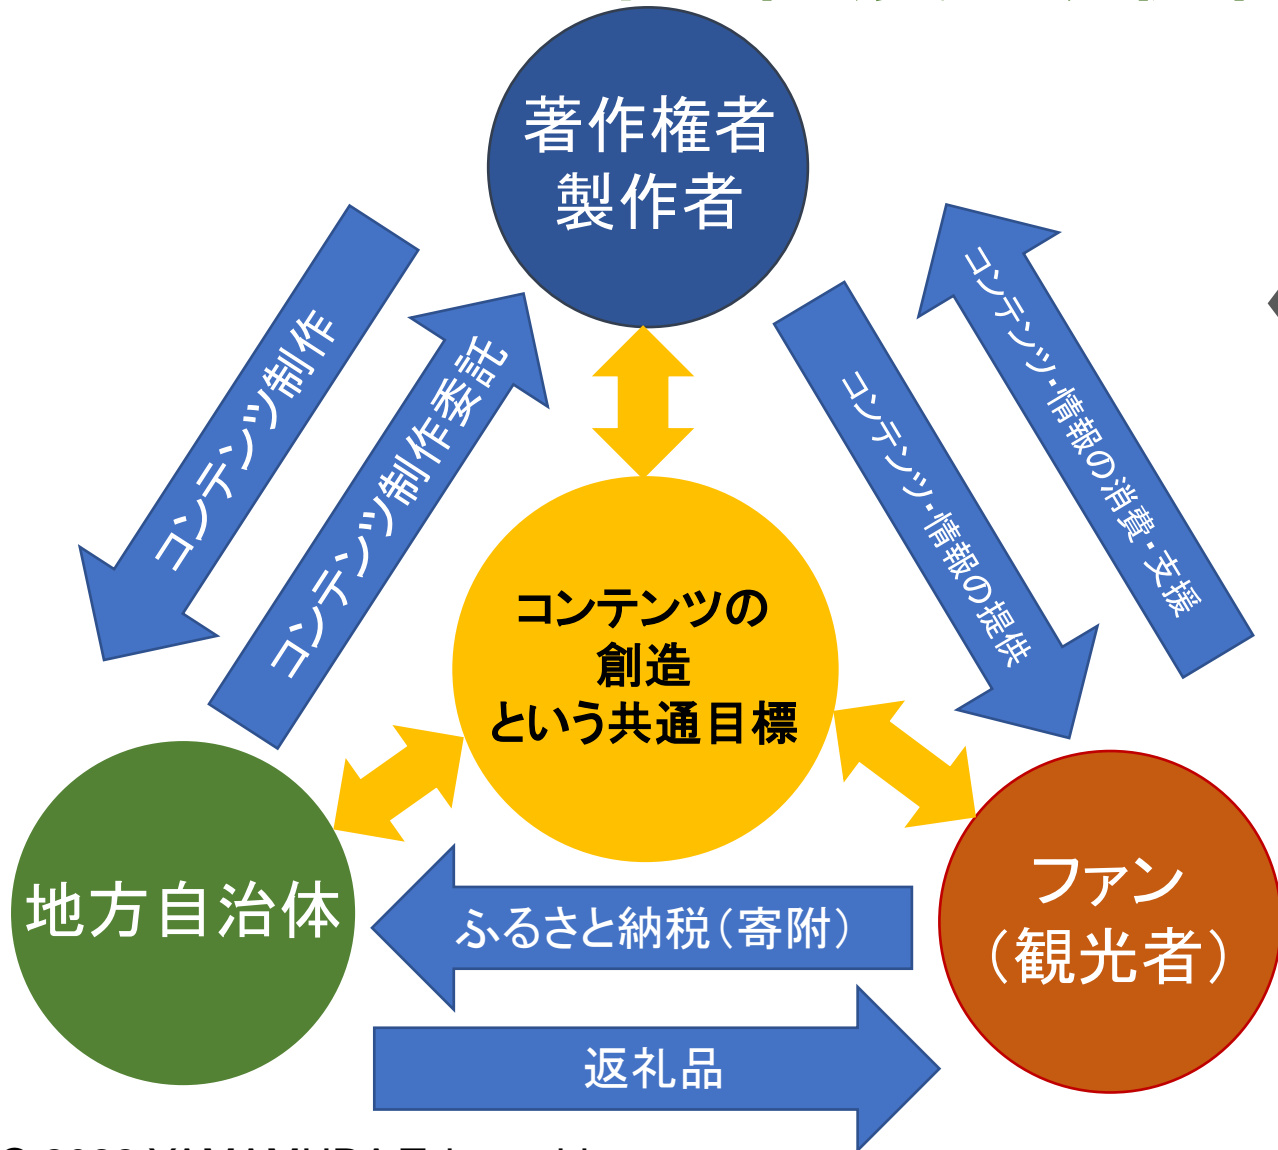 著作権者
製作者
コンテンツ制作
コンテンツ制作委託
コンテンツ・情報の提供
コンテンツ・情報の消費・支援
コンテンツの
創造
という共通目標
地方自治体
ファン
（観光者）
ふるさと納税（寄附）
返礼品